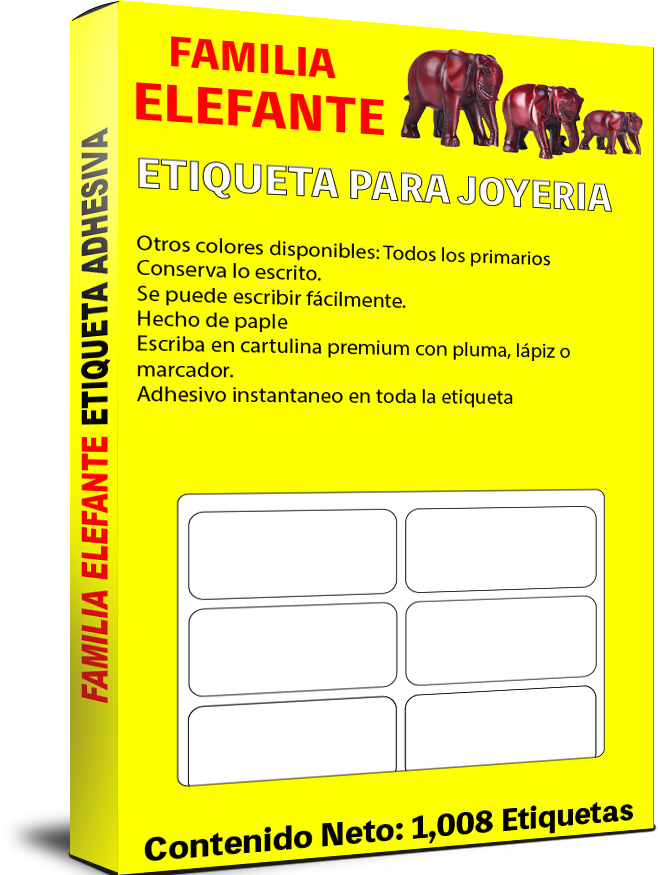 FAMILIA
ELEFANTE
ETIQUETA PARA JOYERIA
Otros colores disponibles: Todos los primarios
Conserva lo escrito.
Se puede escribir fácilmente.
Hecho de paple
Escriba en cartulina premium con pluma, lápiz o
marcador.
Adhesivo instantaneo en toda la etiqueta
Contenido Neto: 1,008 Etiquetas
FAMILIA ELEFANTE ETIQUETA ADHESIVA